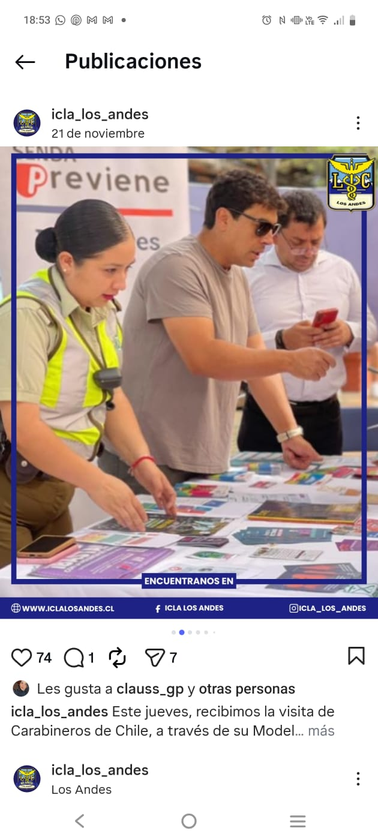 18:53
Publicaciones
icla_los_andes
21 de noviembre
SENDA
Previene
es
L C
LOS ANDES
ENCUENTRANOS EN
WWW.ICLALOSANDES.CL
ICLA LOS ANDES
ICLA_LOS_ANDES
74
1
7
Les gusta a clauss_gp y otras personas
icla_los_andes Este jueves, recibimos la visita de
Carabineros de Chile, a través de su Model... más
icla_los_andes
Los Andes